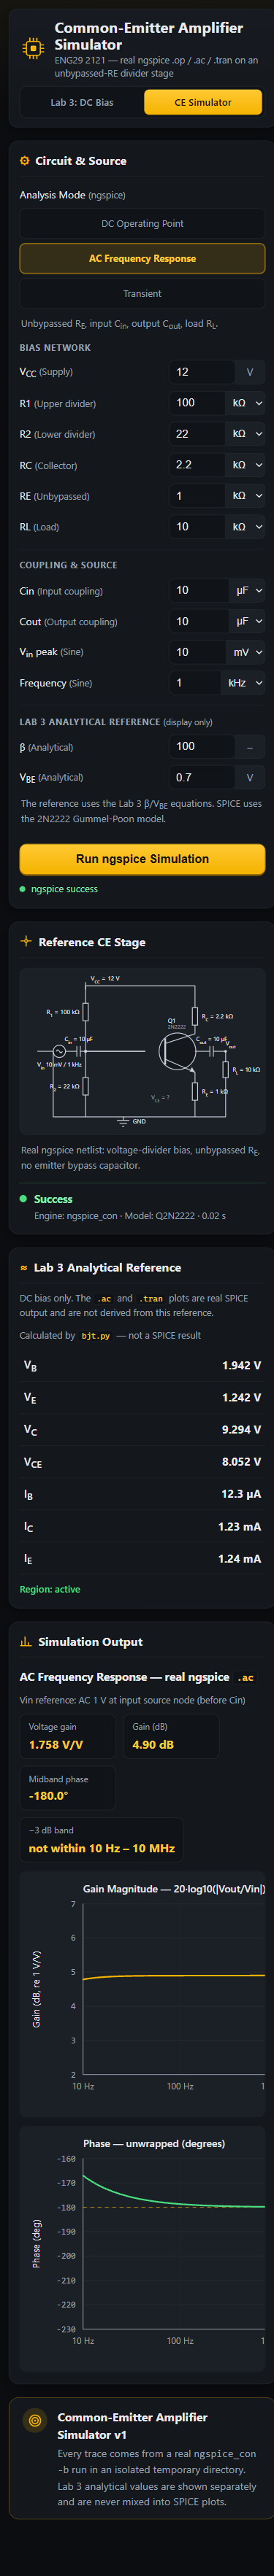 Common-Emitter Amplifier
Simulator
ENG29 2121 — real ngspice .op / .ac / .tran on an
unbypassed-RE divider stage
Lab 3: DC Bias
CE Simulator
Circuit & Source
Analysis Mode (ngspice)
DC Operating Point
AC Frequency Response
Transient
Unbypassed RE, input Cin, output Cout, load RL.
BIAS NETWORK
VCC (Supply) 12 V
R1 (Upper divider) 100 kΩ
R2 (Lower divider) 22 kΩ
RC (Collector) 2.2 kΩ
RE (Unbypassed) 1 kΩ
RL (Load) 10 kΩ
COUPLING & SOURCE
Cin (Input coupling) 10 μF
Cout (Output coupling) 10 μF
Vin peak (Sine) 10 mV
Frequency (Sine) 1 kHz
LAB 3 ANALYTICAL REFERENCE (display only)
β (Analytical) 100 –
VBE (Analytical) 0.7 V
The reference uses the Lab 3 β/VBE equations. SPICE uses
the 2N2222 Gummel-Poon model.
Run ngspice Simulation
ngspice success
Reference CE Stage
VCC = 12 V
R1 = 100 kΩ
RC = 2.2 kΩ
Q1
2N2222
Cin = 10 μF
Cout = 10 μF
Vout
Vin 10 mV / 1 kHz
RL = 10 kΩ
R2 = 22 kΩ
RE = 1 kΩ
VCE = ?
GND
Real ngspice netlist: voltage-divider bias, unbypassed RE,
no emitter bypass capacitor.
Success
Engine: ngspice_con · Model: Q2N2222 · 0.02 s
Lab 3 Analytical Reference
DC bias only. The .ac and .tran plots are real SPICE
output and are not derived from this reference.
Calculated by bjt.py — not a SPICE result
VB 1.942 V
VE 1.242 V
VC 9.294 V
VCE 8.052 V
IB 12.3 μA
IC 1.23 mA
IE 1.24 mA
Region: active
Simulation Output
AC Frequency Response — real ngspice .ac
Vin reference: AC 1 V at input source node (before Cin)
Voltage gain
1.758 V/V
Gain (dB)
4.90 dB
Midband phase
-180.0°
−3 dB band
not within 10 Hz – 10 MHz
Gain Magnitude — 20·log10(|Vout/Vin|)
Gain (dB, re 1 V/V)
7
6
5
4
3
2
10 Hz 100 Hz 1
Phase — unwrapped (degrees)
Phase (deg)
-160
-170
-180
-190
-200
-210
-220
-230
10 Hz 100 Hz 1
Common-Emitter Amplifier
Simulator v1
Every trace comes from a real ngspice_con
-b run in an isolated temporary directory.
Lab 3 analytical values are shown separately
and are never mixed into SPICE plots.